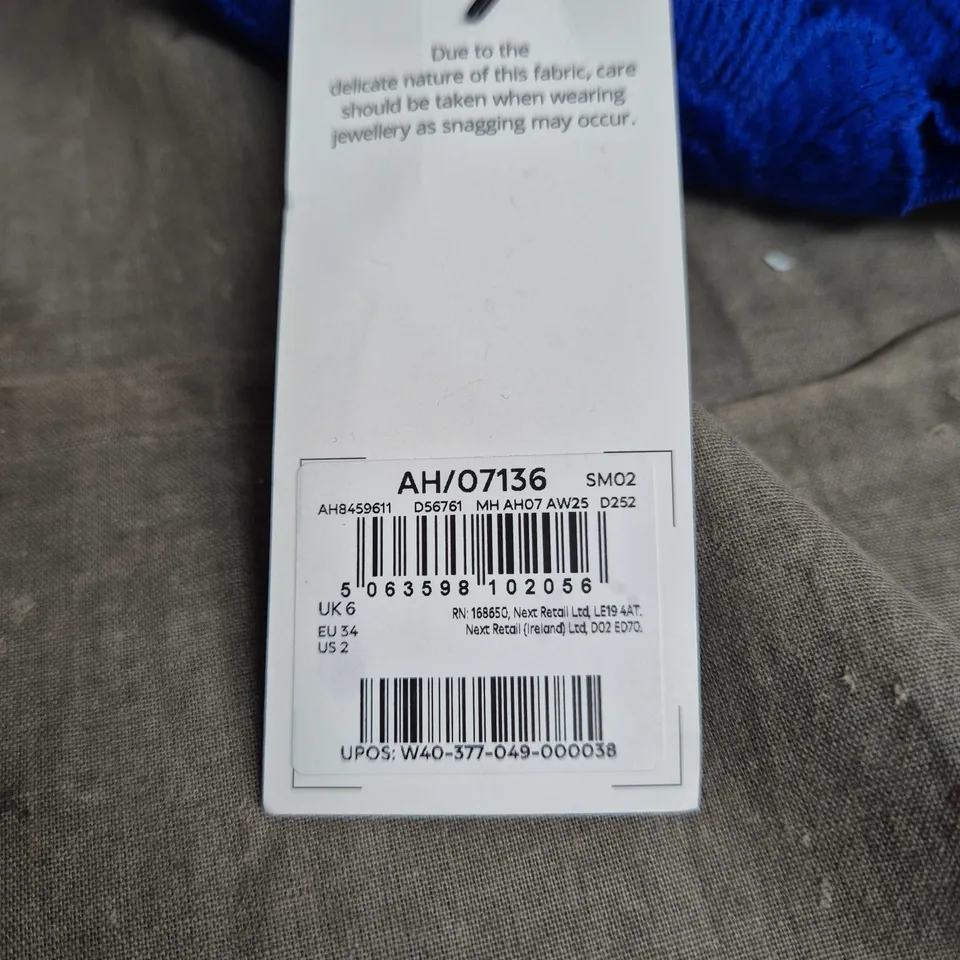 Due to the
delicate nature of this fabric, care
should be taken when wearing
jewellery as snagging may occur.
AH/07136 SM02
AH8459611 D56761 MH AH07 AW25 D252
5 063598 102056
UK 6
EU 34
US 2
RN: 168650, Next Retail Ltd, LE19 4AT.
Next Retail (Ireland) Ltd, D02 ED70.
UPOS: W40-377-049-000038